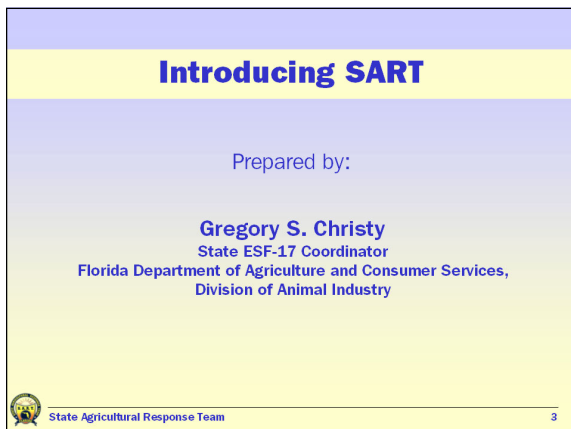 Introducing SART
Prepared by:
Gregory S. Christy
State ESF-17 Coordinator
Florida Department of Agriculture and Consumer Services,
Division of Animal Industry
State Agricultural Response Team 3